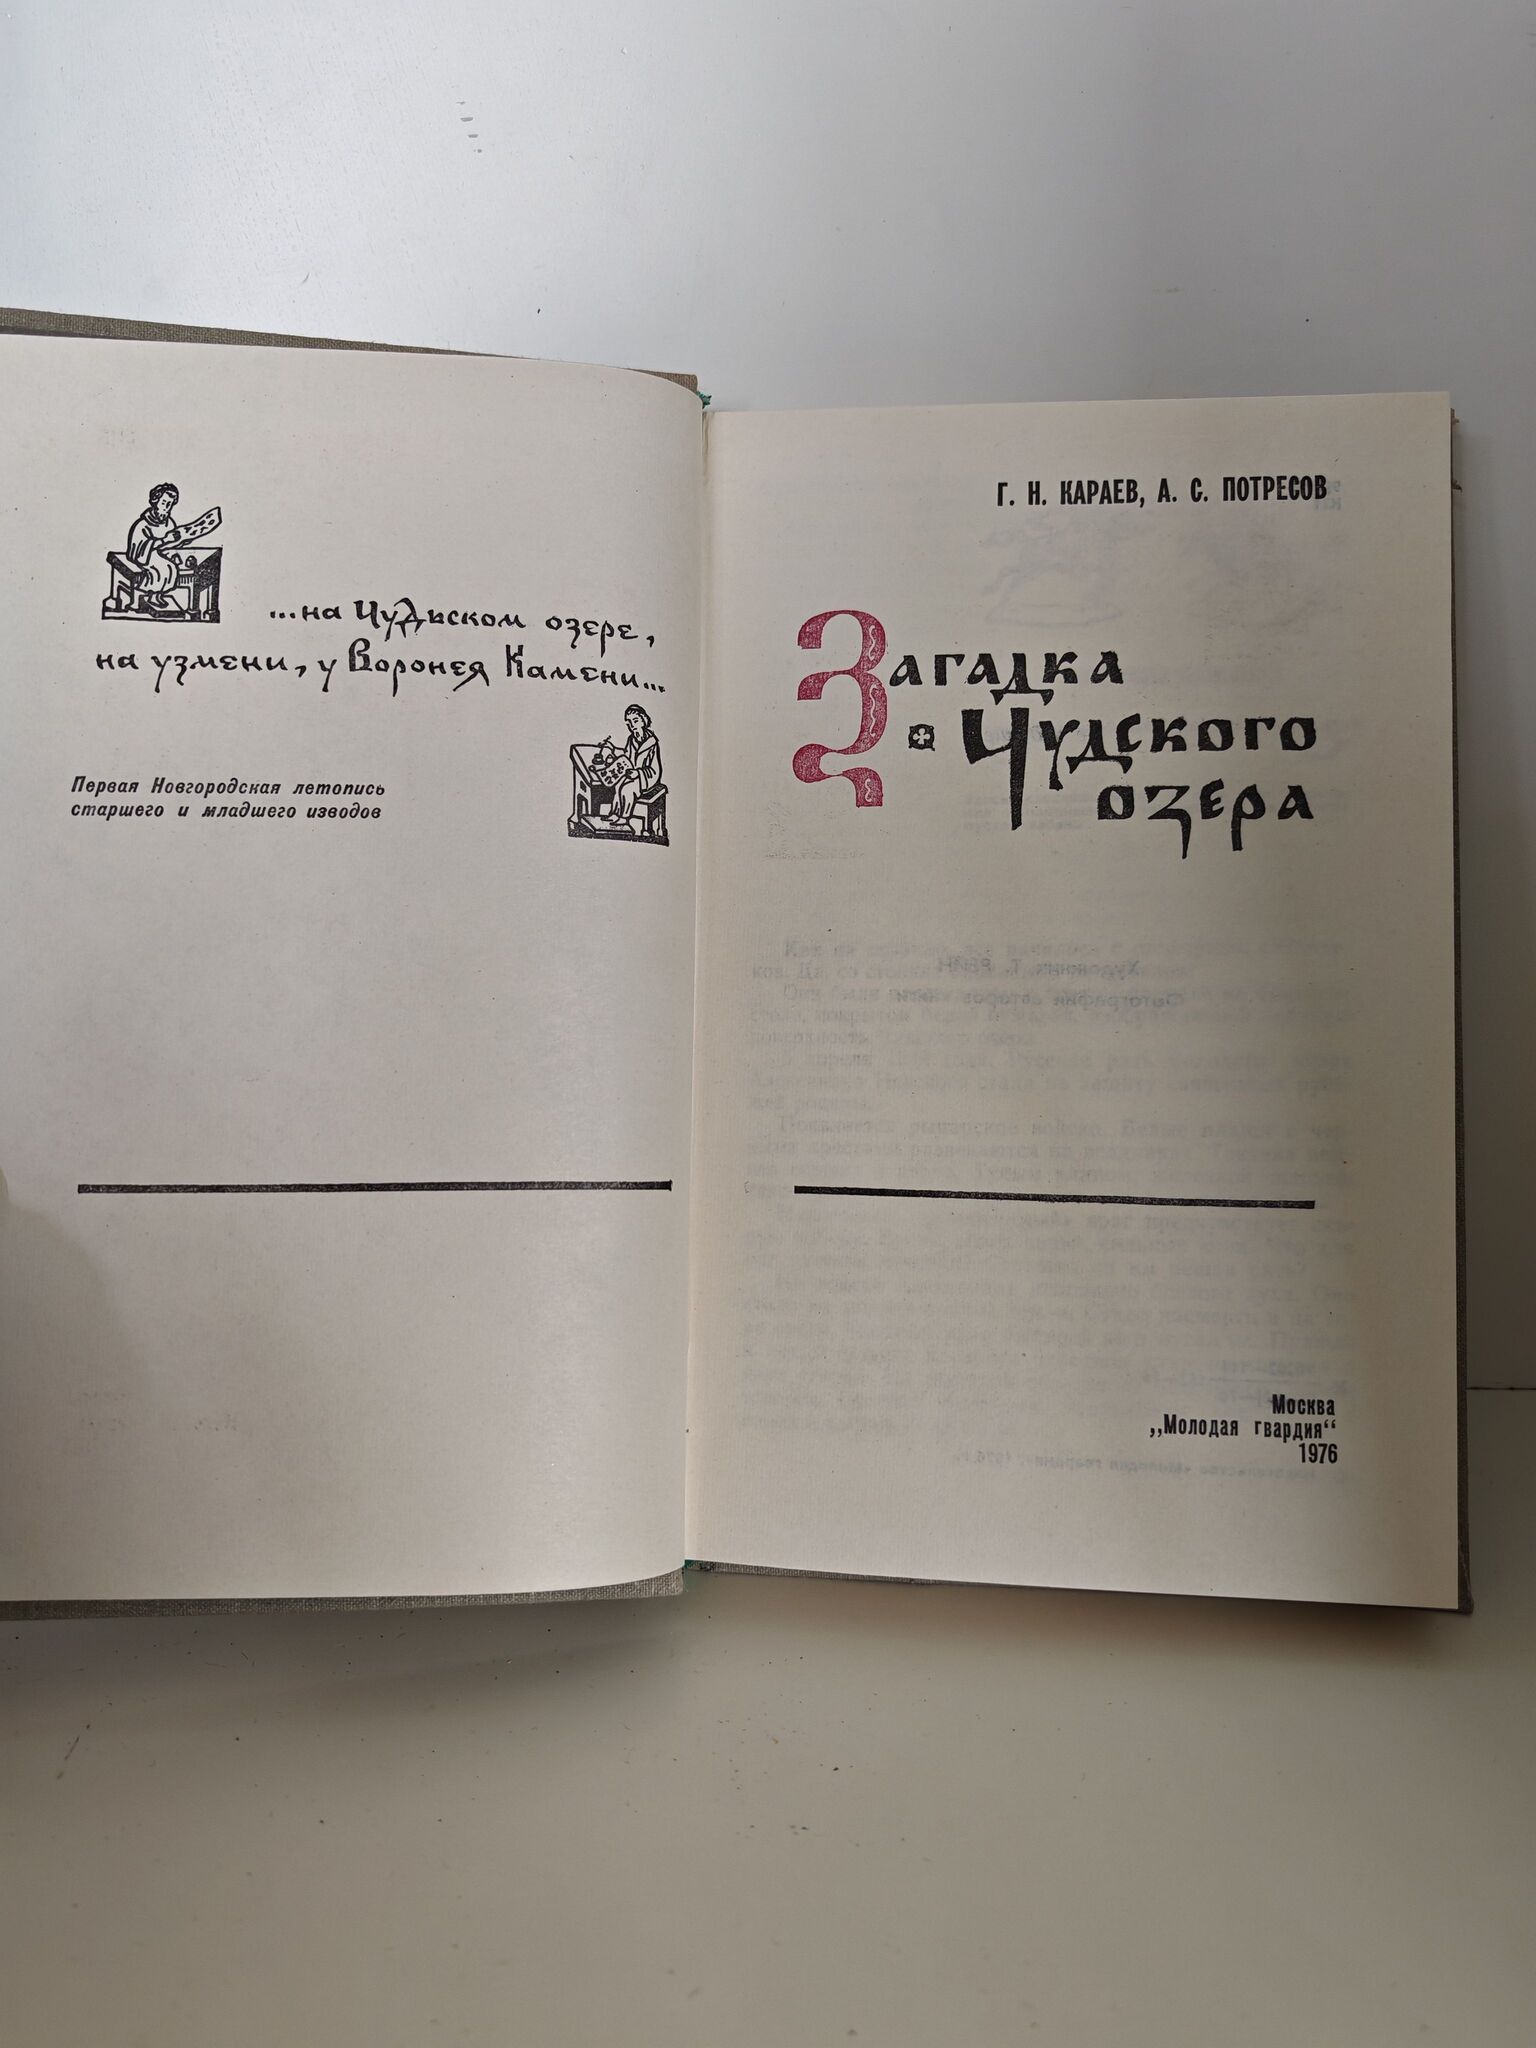 ...на Чудьском озере,
на узмени, у Воронея Камени...
Первая Новгородская летопись
старшего и младшего изводов
Г. Н. КАРАЕВ, А. С. ПОТРЕСОВ
Загадка
Чудского
озера
Москва
„Молодая гвардия“
1976